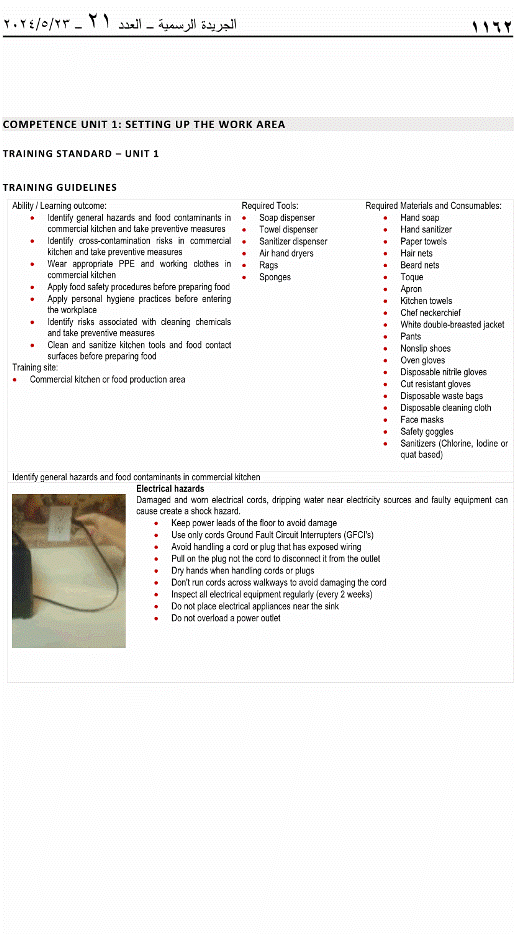 ١١٦٢
الجريدة الرسمية – العدد ٢١ – ٢٠٢٤/٥/٢٣
COMPETENCE UNIT 1: SETTING UP THE WORK AREA
TRAINING STANDARD – UNIT 1
TRAINING GUIDELINES
Ability / Learning outcome:
• Identify general hazards and food contaminants in
commercial kitchen and take preventive measures
• Identify cross-contamination risks in commercial
kitchen and take preventive measures
• Wear appropriate PPE and working clothes in
commercial kitchen
• Apply food safety procedures before preparing food
• Apply personal hygiene practices before entering
the workplace
• Identify risks associated with cleaning chemicals
and take preventive measures
• Clean and sanitize kitchen tools and food contact
surfaces before preparing food
Training site:
• Commercial kitchen or food production area
Required Tools:
• Soap dispenser
• Towel dispenser
• Sanitizer dispenser
• Air hand dryers
• Rags
• Sponges
Required Materials and Consumables:
• Hand soap
• Hand sanitizer
• Paper towels
• Hair nets
• Beard nets
• Toque
• Apron
• Kitchen towels
• Chef neckerchief
• White double-breasted jacket
• Pants
• Nonslip shoes
• Oven gloves
• Disposable nitrile gloves
• Cut resistant gloves
• Disposable waste bags
• Disposable cleaning cloth
• Face masks
• Safety goggles
• Sanitizers (Chlorine, Iodine or
quat based)
Identify general hazards and food contaminants in commercial kitchen
Electrical hazards
Damaged and worn electrical cords, dripping water near electricity sources and faulty equipment can
cause create a shock hazard.
• Keep power leads of the floor to avoid damage
• Use only cords Ground Fault Circuit Interrupters (GFCI's)
• Avoid handling a cord or plug that has exposed wiring
• Pull on the plug not the cord to disconnect it from the outlet
• Dry hands when handling cords or plugs
• Don't run cords across walkways to avoid damaging the cord
• Inspect all electrical equipment regularly (every 2 weeks)
• Do not place electrical appliances near the sink
• Do not overload a power outlet